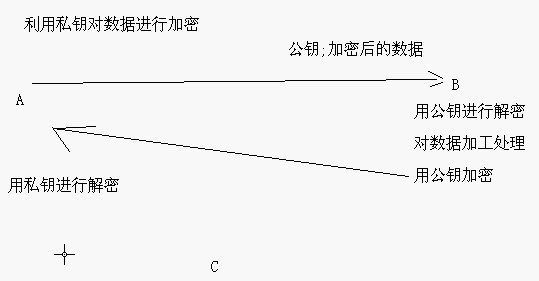 利用私钥对数据进行加密
公钥;加密后的数据
A
B
用公钥进行解密
对数据加工处理
用公钥加密
用私钥进行解密
C